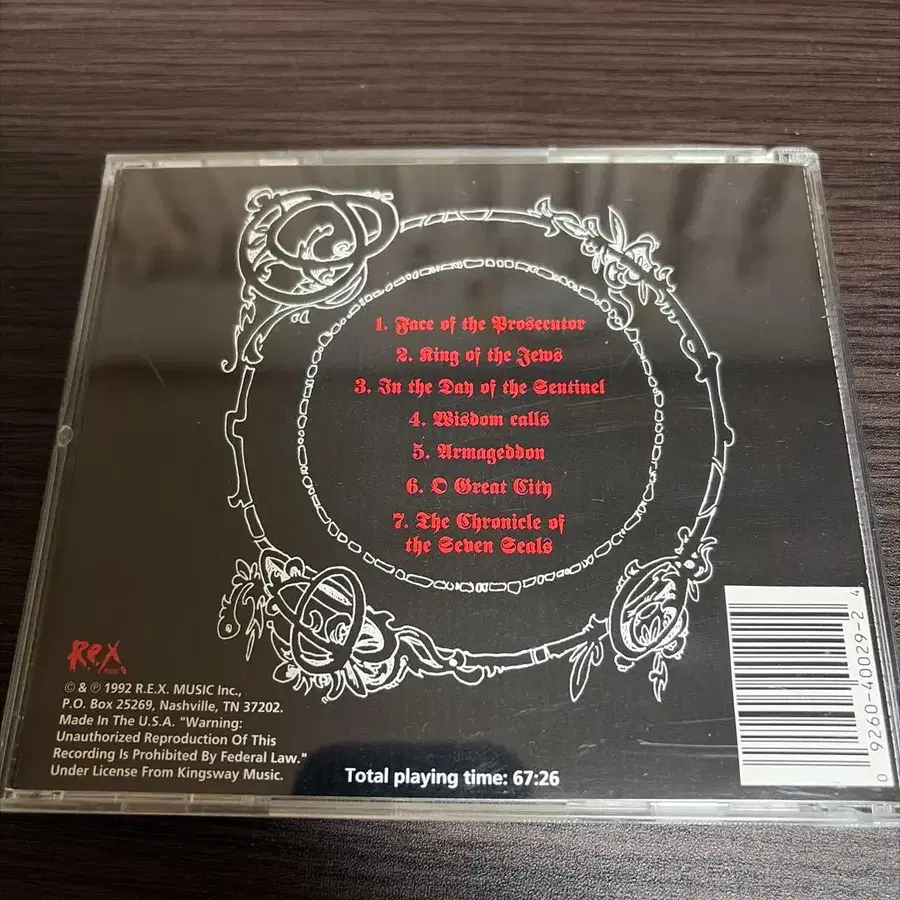 1. Face of the Prosecutor
2. King of the Jews
3. In the Day of the Sentinel
4. Wisdom calls
5. Armageddon
6. O Great City
7. The Chronicle of
the Seven Seals
R.e.X
© & ℗ 1992 R.E.X. MUSIC Inc.,
P.O. Box 25269, Nashville, TN 37202.
Made In The U.S.A. "Warning:
Unauthorized Reproduction Of This
Recording Is Prohibited By Federal Law."
Under License From Kingsway Music.
Total playing time: 67:26
0 9260-40029-2 4